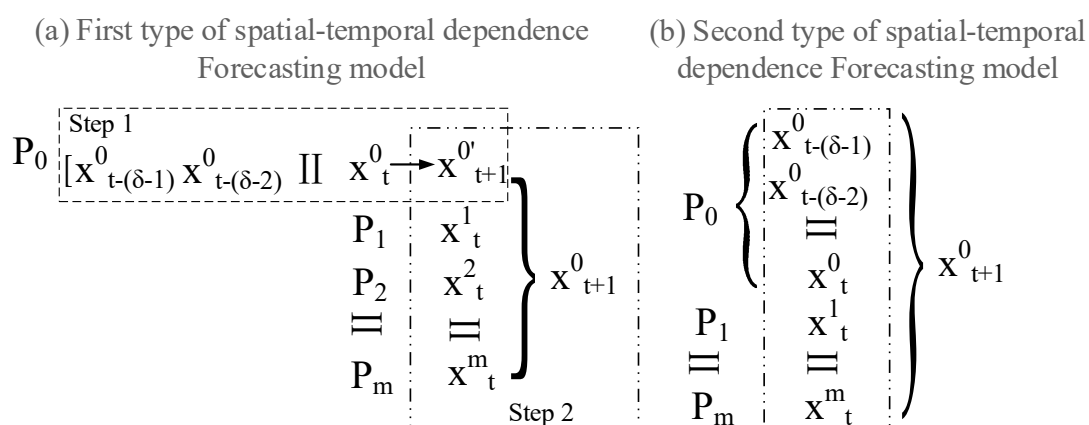 (a) First type of spatial-temporal dependence
Forecasting model
Step 1
P₀ [x⁰ₜ₋₍δ₋₁₎ x⁰ₜ₋₍δ₋₂₎ 〣 x⁰ₜ → x⁰'ₜ₊₁
P₁ x¹ₜ
P₂ x²ₜ
x⁰ₜ₊₁
〣 〣
Pₘ xᵐₜ
Step 2
(b) Second type of spatial-temporal
dependence Forecasting model
x⁰ₜ₋₍δ₋₁₎
x⁰ₜ₋₍δ₋₂₎
P₀
x⁰ₜ
x⁰ₜ₊₁
P₁ x¹ₜ
Pₘ xᵐₜ